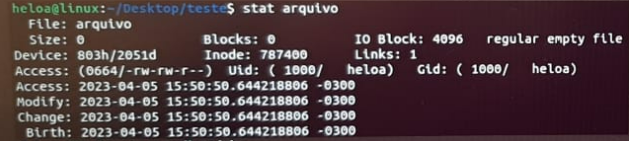 heloa@linux:~/Desktop/teste$ stat arquivo
File: arquivo
Size: 0 Blocks: 0 IO Block: 4096 regular empty file
Device: 803h/2051d Inode: 787400 Links: 1
Access: (0664/-rw-rw-r--) Uid: ( 1000/ heloa) Gid: ( 1000/ heloa)
Access: 2023-04-05 15:50:50.644218806 -0300
Modify: 2023-04-05 15:50:50.644218806 -0300
Change: 2023-04-05 15:50:50.644218806 -0300
Birth: 2023-04-05 15:50:50.644218806 -0300